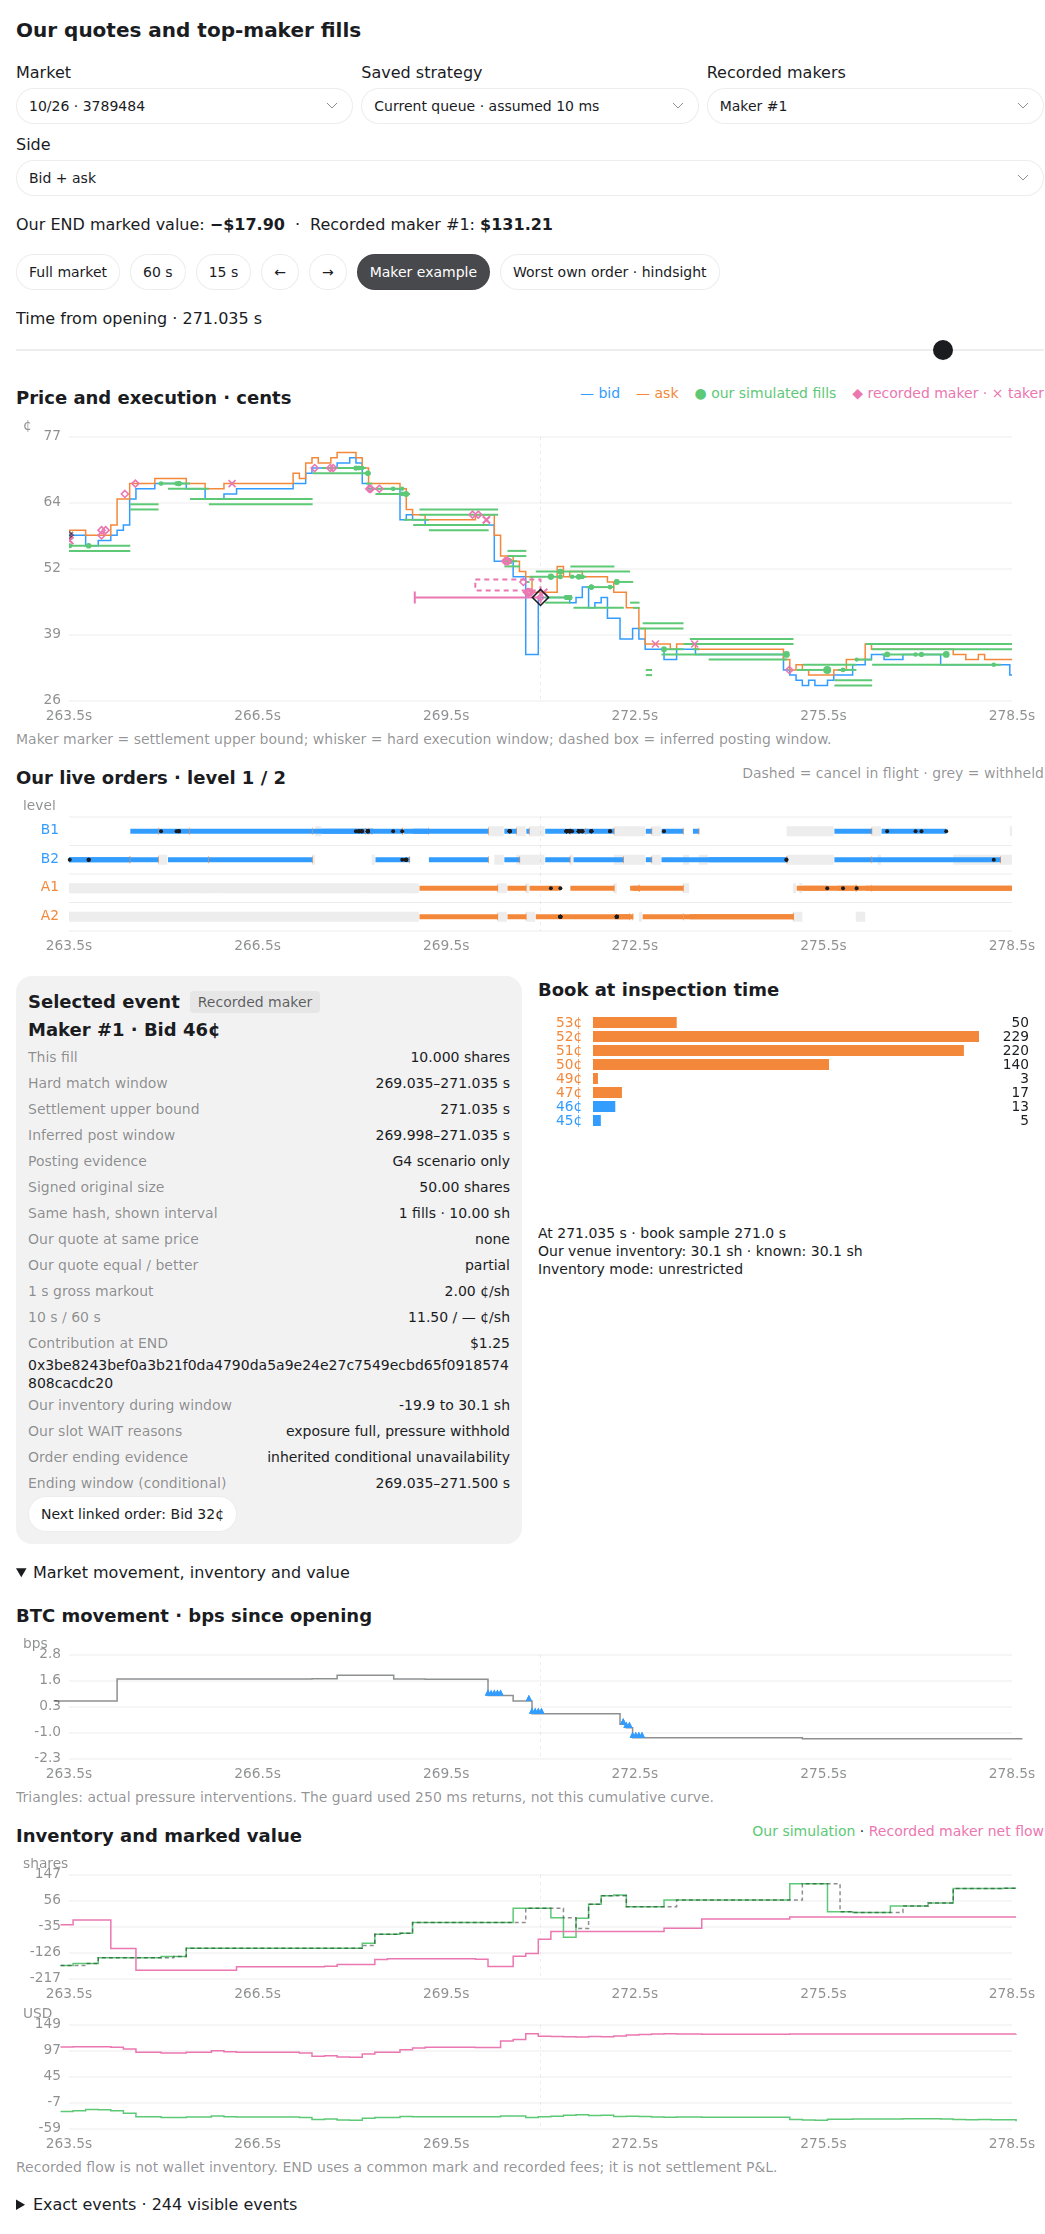 Our quotes and top-maker fills
Market
Saved strategy
Recorded makers
10/26 · 3789484
Current queue · assumed 10 ms
Maker #1
Side
Bid + ask
Our END marked value: −$17.90 · Recorded maker #1: $131.21
Full market
60 s
15 s
←
→
Maker example
Worst own order · hindsight
Time from opening · 271.035 s
Price and execution · cents
— bid — ask ● our simulated fills ◆ recorded maker · × taker
¢
77
64
52
39
26
263.5s 266.5s 269.5s 272.5s 275.5s 278.5s
Maker marker = settlement upper bound; whisker = hard execution window; dashed box = inferred posting window.
Our live orders · level 1 / 2
Dashed = cancel in flight · grey = withheld
level
B1
B2
A1
A2
263.5s 266.5s 269.5s 272.5s 275.5s 278.5s
Selected event Recorded maker
Maker #1 · Bid 46¢
This fill 10.000 shares
Hard match window 269.035–271.035 s
Settlement upper bound 271.035 s
Inferred post window 269.998–271.035 s
Posting evidence G4 scenario only
Signed original size 50.00 shares
Same hash, shown interval 1 fills · 10.00 sh
Our quote at same price none
Our quote equal / better partial
1 s gross markout 2.00 ¢/sh
10 s / 60 s 11.50 / — ¢/sh
Contribution at END $1.25
0x3be8243bef0a3b21f0da4790da5a9e24e27c7549ecbd65f0918574
808cacdc20
Our inventory during window -19.9 to 30.1 sh
Our slot WAIT reasons exposure full, pressure withhold
Order ending evidence inherited conditional unavailability
Ending window (conditional) 269.035–271.500 s
Next linked order: Bid 32¢
Book at inspection time
53¢ 50
52¢ 229
51¢ 220
50¢ 140
49¢ 3
47¢ 17
46¢ 13
45¢ 5
At 271.035 s · book sample 271.0 s
Our venue inventory: 30.1 sh · known: 30.1 sh
Inventory mode: unrestricted
▼ Market movement, inventory and value
BTC movement · bps since opening
bps
2.8
1.6
0.3
-1.0
-2.3
263.5s 266.5s 269.5s 272.5s 275.5s 278.5s
Triangles: actual pressure interventions. The guard used 250 ms returns, not this cumulative curve.
Inventory and marked value
Our simulation · Recorded maker net flow
shares
147
56
-35
-126
-217
263.5s 266.5s 269.5s 272.5s 275.5s 278.5s
USD
149
97
45
-7
-59
263.5s 266.5s 269.5s 272.5s 275.5s 278.5s
Recorded flow is not wallet inventory. END uses a common mark and recorded fees; it is not settlement P&L.
▶ Exact events · 244 visible events